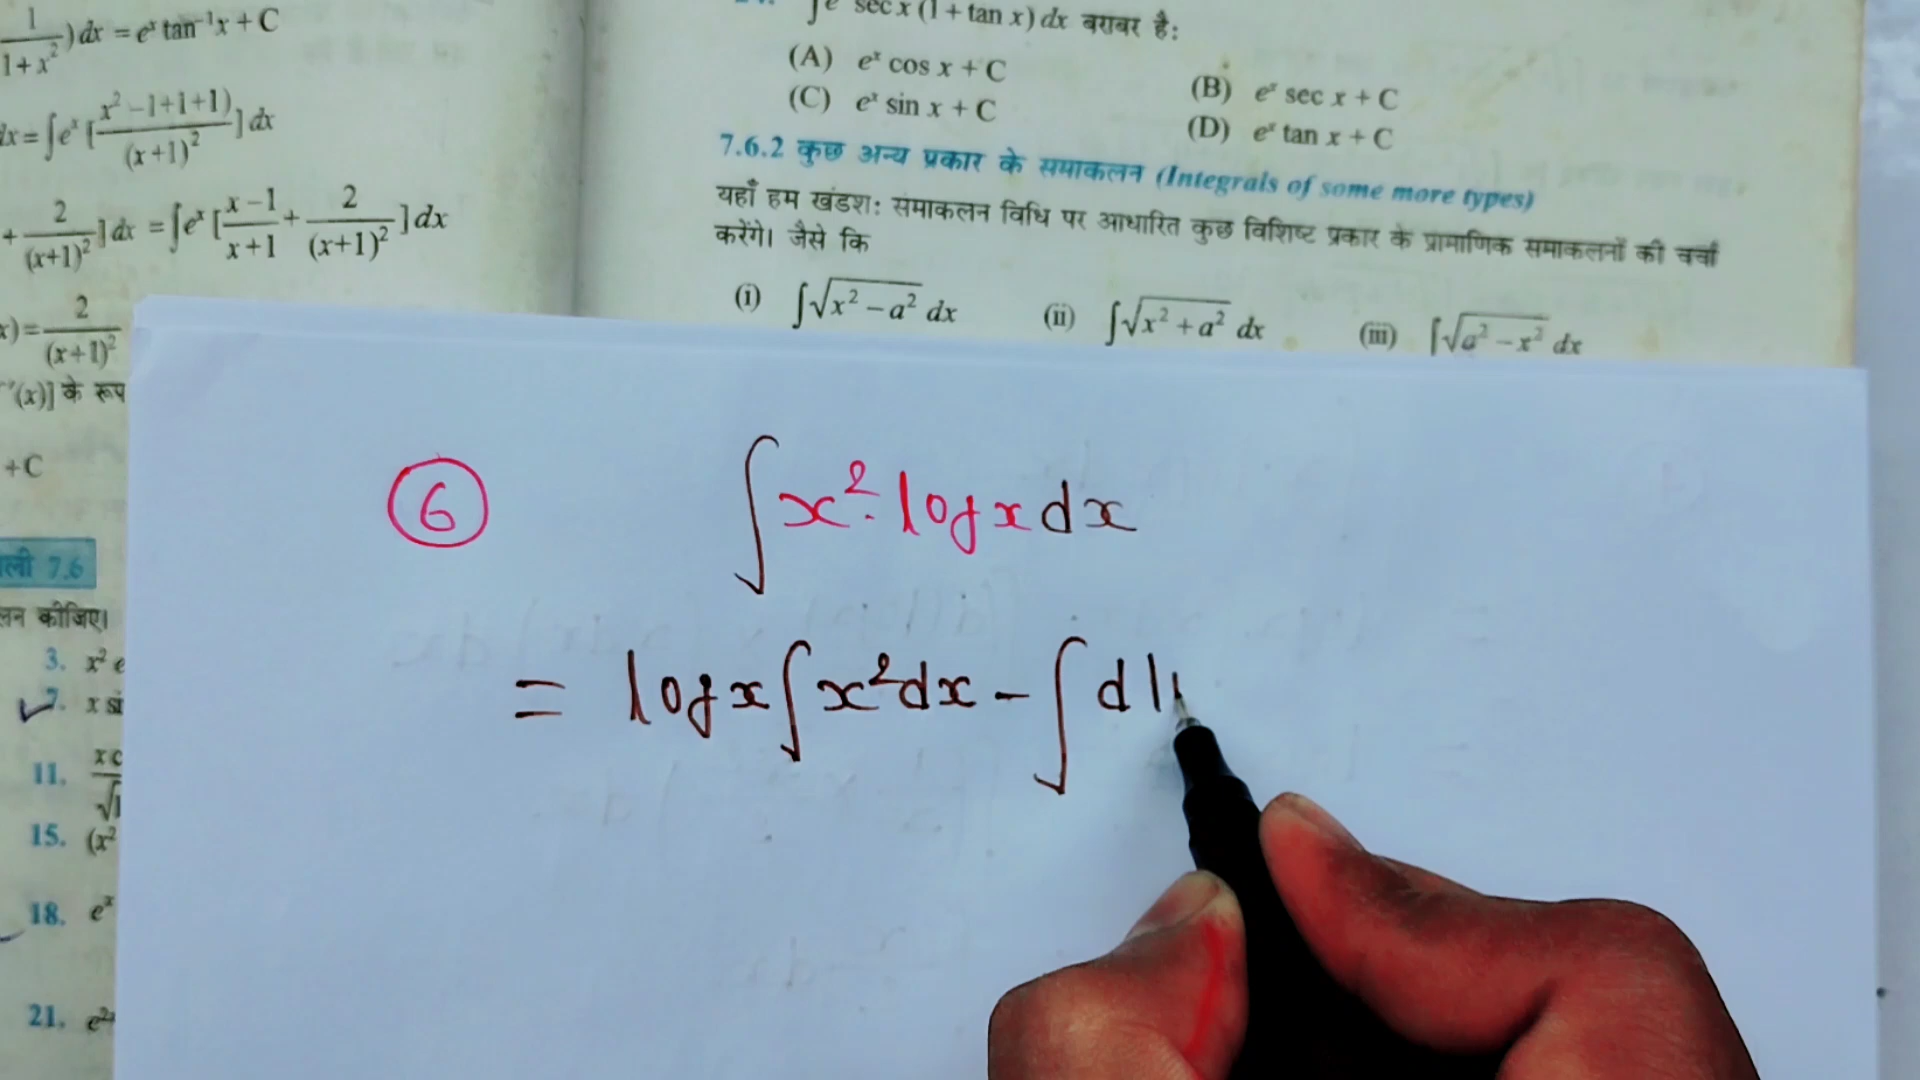 1/(1+x²)) dx = eˣ tan⁻¹x + C
dx = ∫eˣ [(x² – 1+1+1)/(x+1)²] dx
+ 2/(x+1)²] dx = ∫eˣ [(x – 1)/(x+1) + 2/(x+1)²] dx
x) = 2/(x+1)²
'(x)] के रूप
+ C
7.6
कीजिए।
3. x² e
7. x si
11. x c/√1
15. (x²
18. eˣ
21. e²ˣ
∫e sec x (1 + tan x) dx बराबर है:
(A) eˣ cos x + C (B) eˣ sec x + C
(C) eˣ sin x + C (D) eˣ tan x + C
7.6.2 कुछ अन्य प्रकार के समाकलन (Integrals of some more types)
यहाँ हम खंडशः समाकलन विधि पर आधारित कुछ विशिष्ट प्रकार के प्रामाणिक समाकलनों की चर्चा
करेंगे। जैसे कि
(i) ∫√(x² – a²) dx (ii) ∫√(x² + a²) dx (iii) ∫√(a² – x²) dx
6 ∫x².log x dx
= log x ∫x² dx – ∫ d l